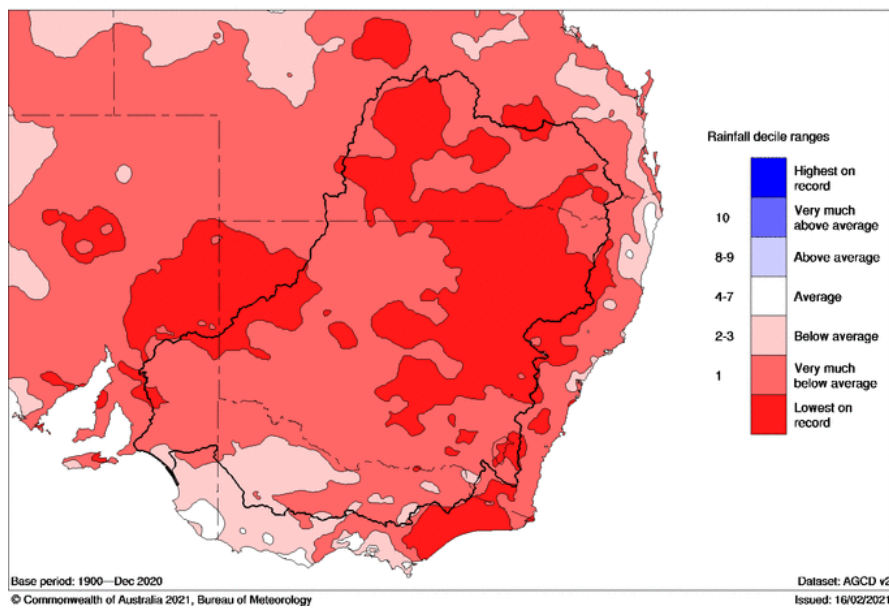 Rainfall decile ranges
Highest on
record
10
Very much
above average
8-9
Above average
4-7
Average
2-3
Below average
1
Very much
below average
Lowest on
record
Base period: 1900—Dec 2020
Dataset: AGCD v2
© Commonwealth of Australia 2021, Bureau of Meteorology
Issued: 16/02/2021